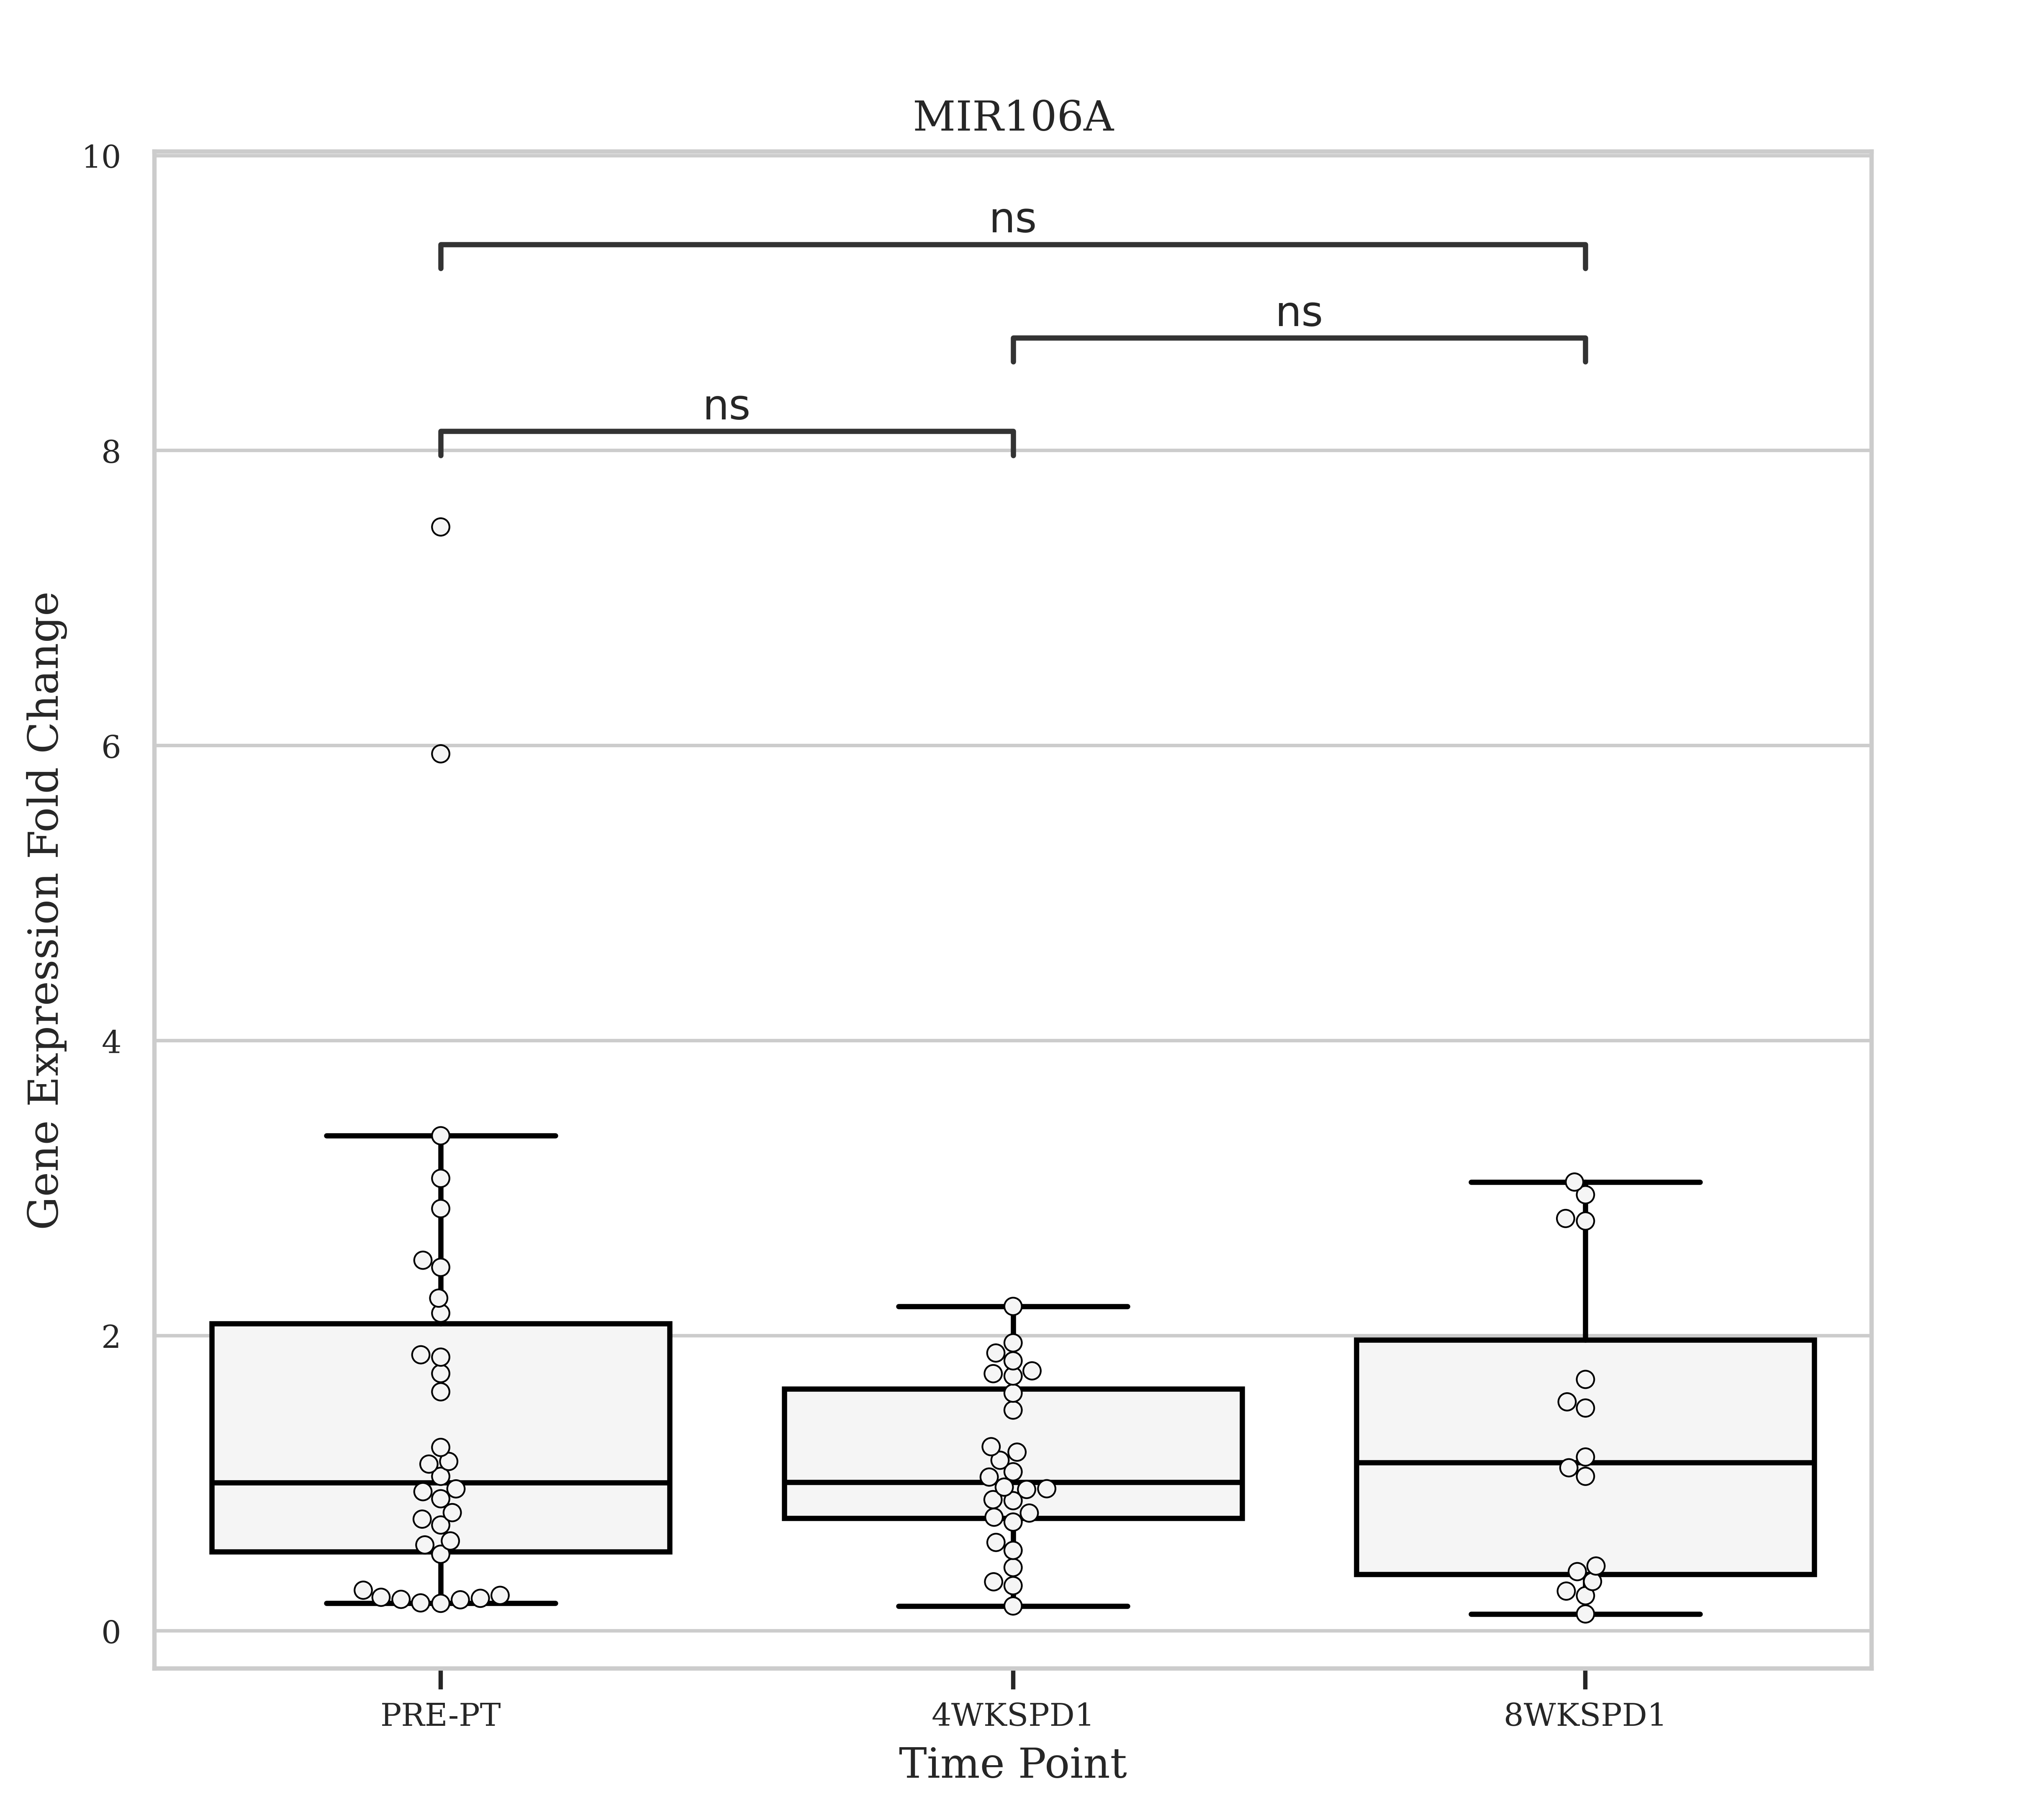 MIR106A
10
ns
ns
ns
8
6
4
2
0
Gene Expression Fold Change
PRE-PT
4WKSPD1
8WKSPD1
Time Point